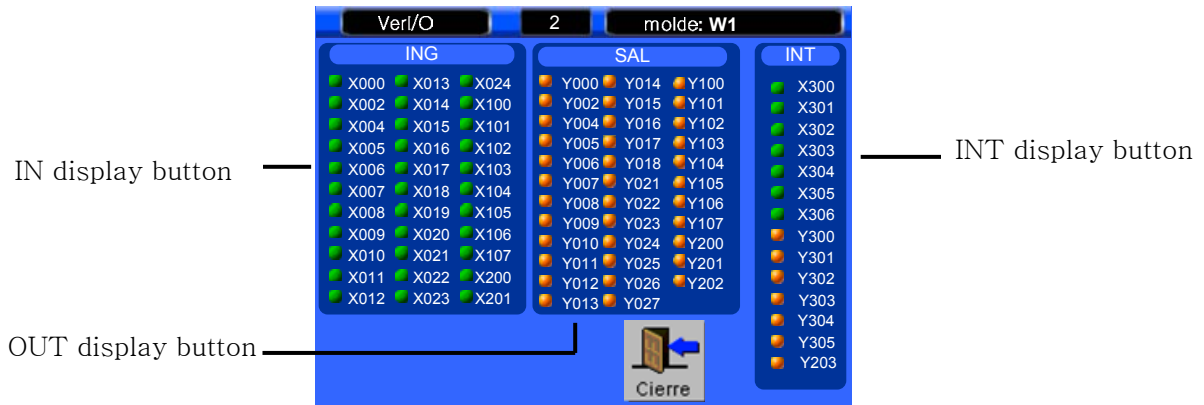 VerI/O 2 molde: W1
ING SAL INT
X000 X013 X024
X002 X014 X100
X004 X015 X101
X005 X016 X102
X006 X017 X103
X007 X018 X104
X008 X019 X105
X009 X020 X106
X010 X021 X107
X011 X022 X200
X012 X023 X201
Y000 Y014 Y100
Y002 Y015 Y101
Y004 Y016 Y102
Y005 Y017 Y103
Y006 Y018 Y104
Y007 Y021 Y105
Y008 Y022 Y106
Y009 Y023 Y107
Y010 Y024 Y200
Y011 Y025 Y201
Y012 Y026 Y202
Y013 Y027
X300
X301
X302
X303
X304
X305
X306
Y300
Y301
Y302
Y303
Y304
Y305
Y203
IN display button
INT display button
OUT display button
Cierre